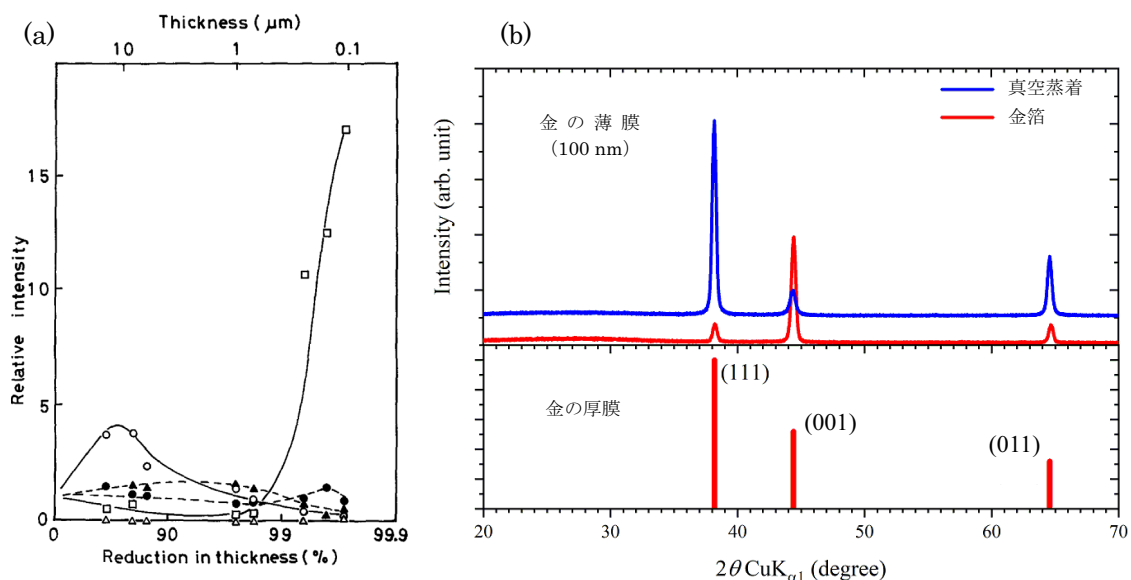 (a)
Thickness ( μm)
10 1 0.1
Relative intensity
15
10
5
0
0 90 99 99.9
Reduction in thickness (%)
(b)
真空蒸着
金箔
金 の 薄 膜
(100 nm)
Intensity (arb. unit)
(111)
(001)
(011)
金の厚膜
20 30 40 50 60 70
2θ CuKα1 (degree)